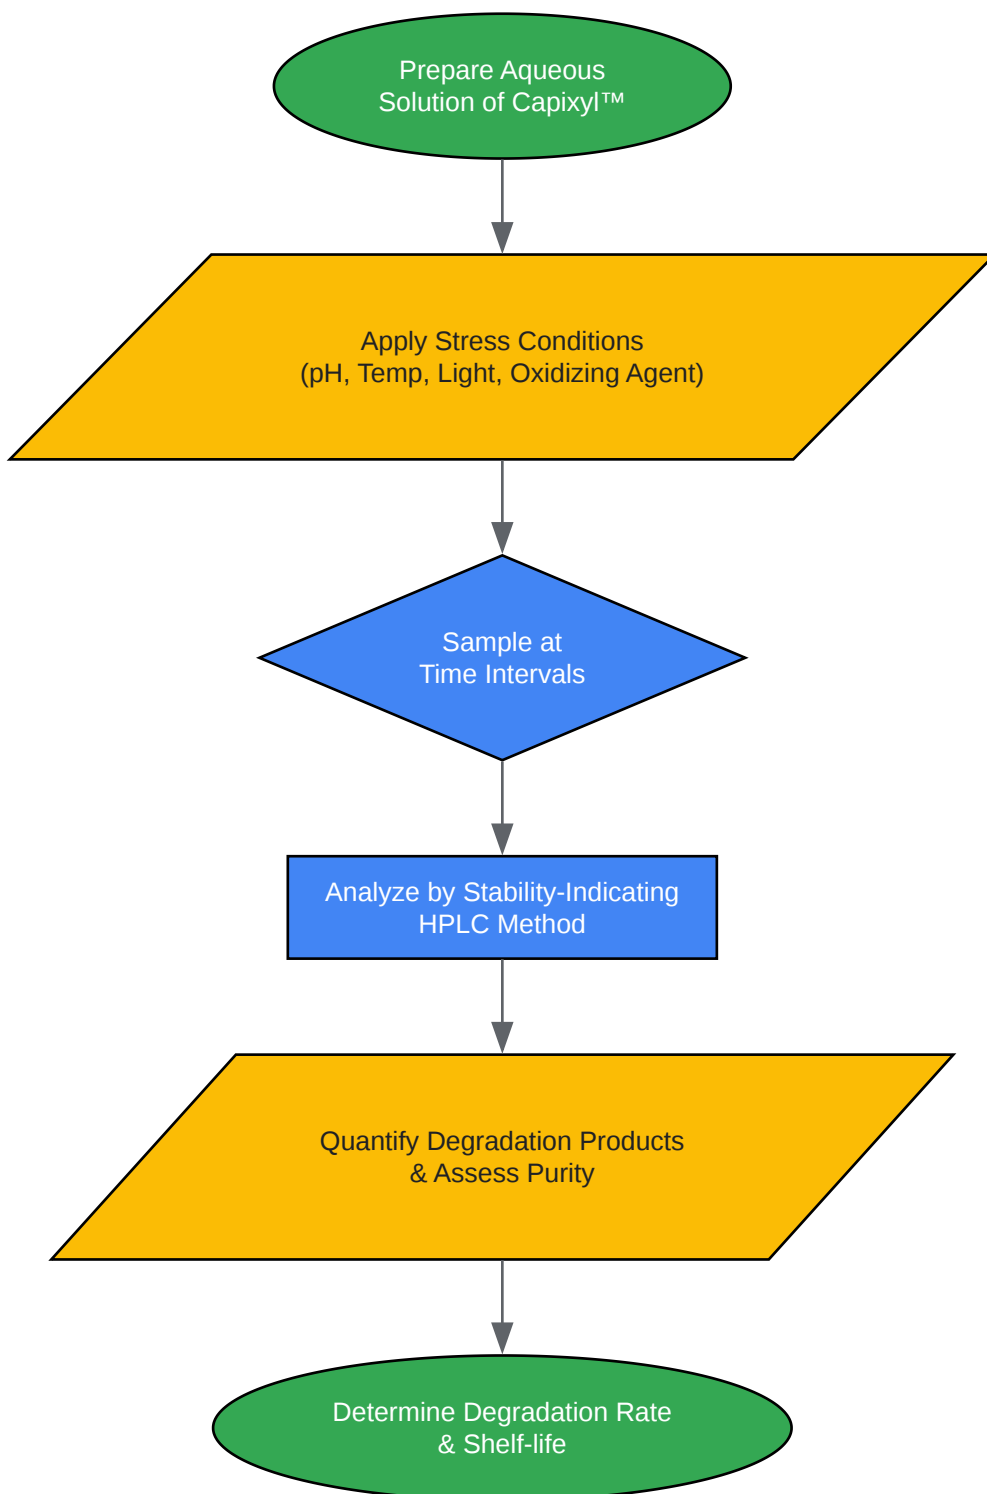 Prepare Aqueous
Solution of Capixyl™
Apply Stress Conditions
(pH, Temp, Light, Oxidizing Agent)
Sample at
Time Intervals
Analyze by Stability-Indicating
HPLC Method
Quantify Degradation Products
& Assess Purity
Determine Degradation Rate
& Shelf-life